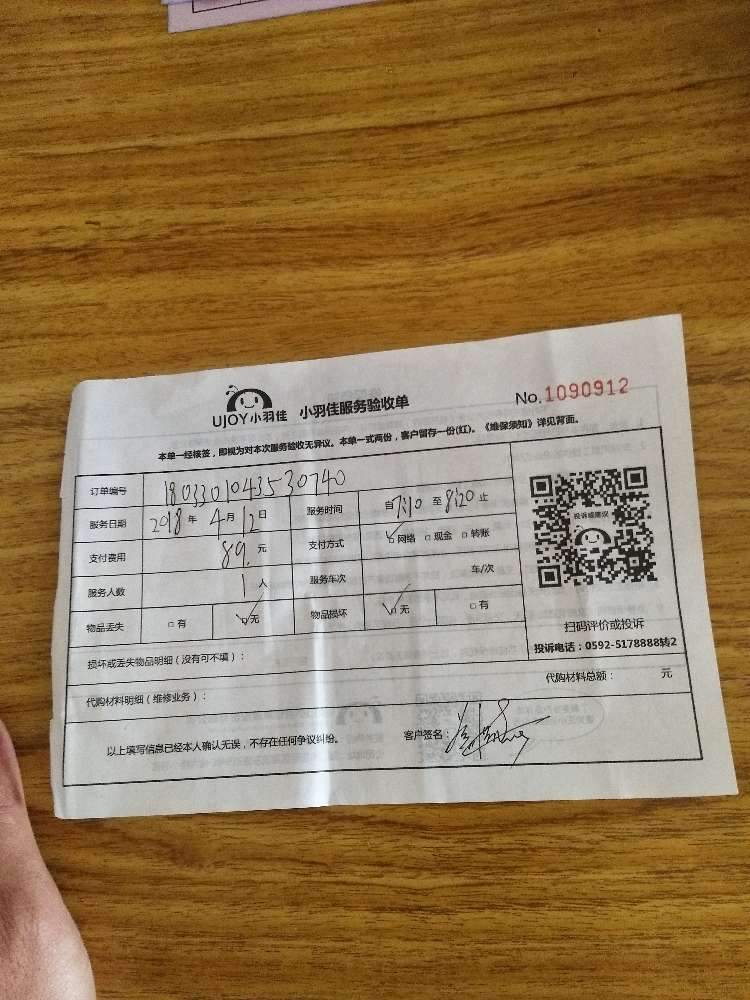 UJOY小羽佳 小羽佳服务验收单 No.1090912
本单一经核签，即视为对本次服务验收无异议。本单一式两份，客户留存一份(红)。《维保须知》详见背面。
订单编号 180330104353 0740
服务日期 2018 年 4 月 12 日 服务时间 自 7:10 至 8:20 止
支付费用 89. 元 支付方式 ☑网络 □现金 □转账
服务人数 1 人 服务车次 车/次
物品丢失 □有 ☑无 物品损坏 ☑无 □有
投诉或建议
扫码评价或投诉
投诉电话：0592-5178888转2
损坏或丢失物品明细（没有可不填）：
代购材料明细（维修业务）： 代购材料总额： 元
以上填写信息已经本人确认无误，不存在任何争议纠纷。 客户签名：